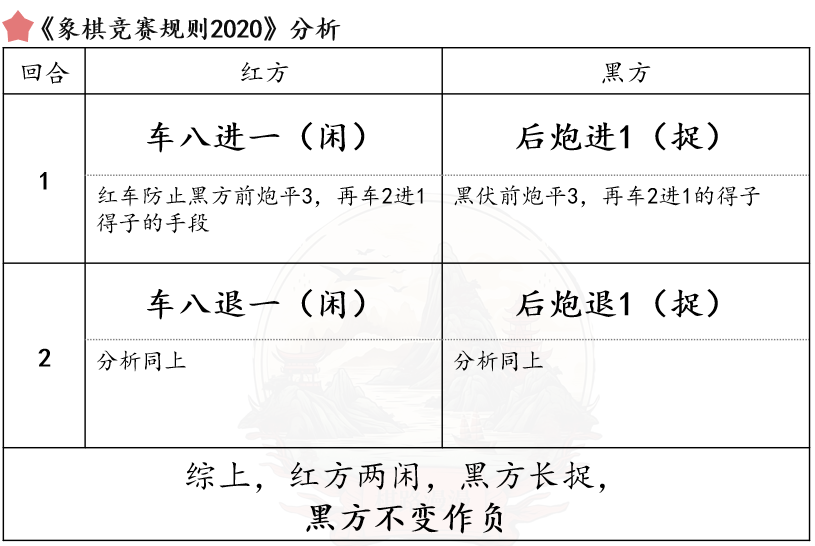 《象棋竞赛规则2020》分析
回合 红方 黑方
车八进一（闲） 后炮进1（捉）
1
红车防止黑方前炮平3，再车2进1 黑伏前炮平3，再车2进1的得子
得子的手段
车八退一（闲） 后炮退1（捉）
2
分析同上 分析同上
综上，红方两闲，黑方长捉，
黑方不变作负